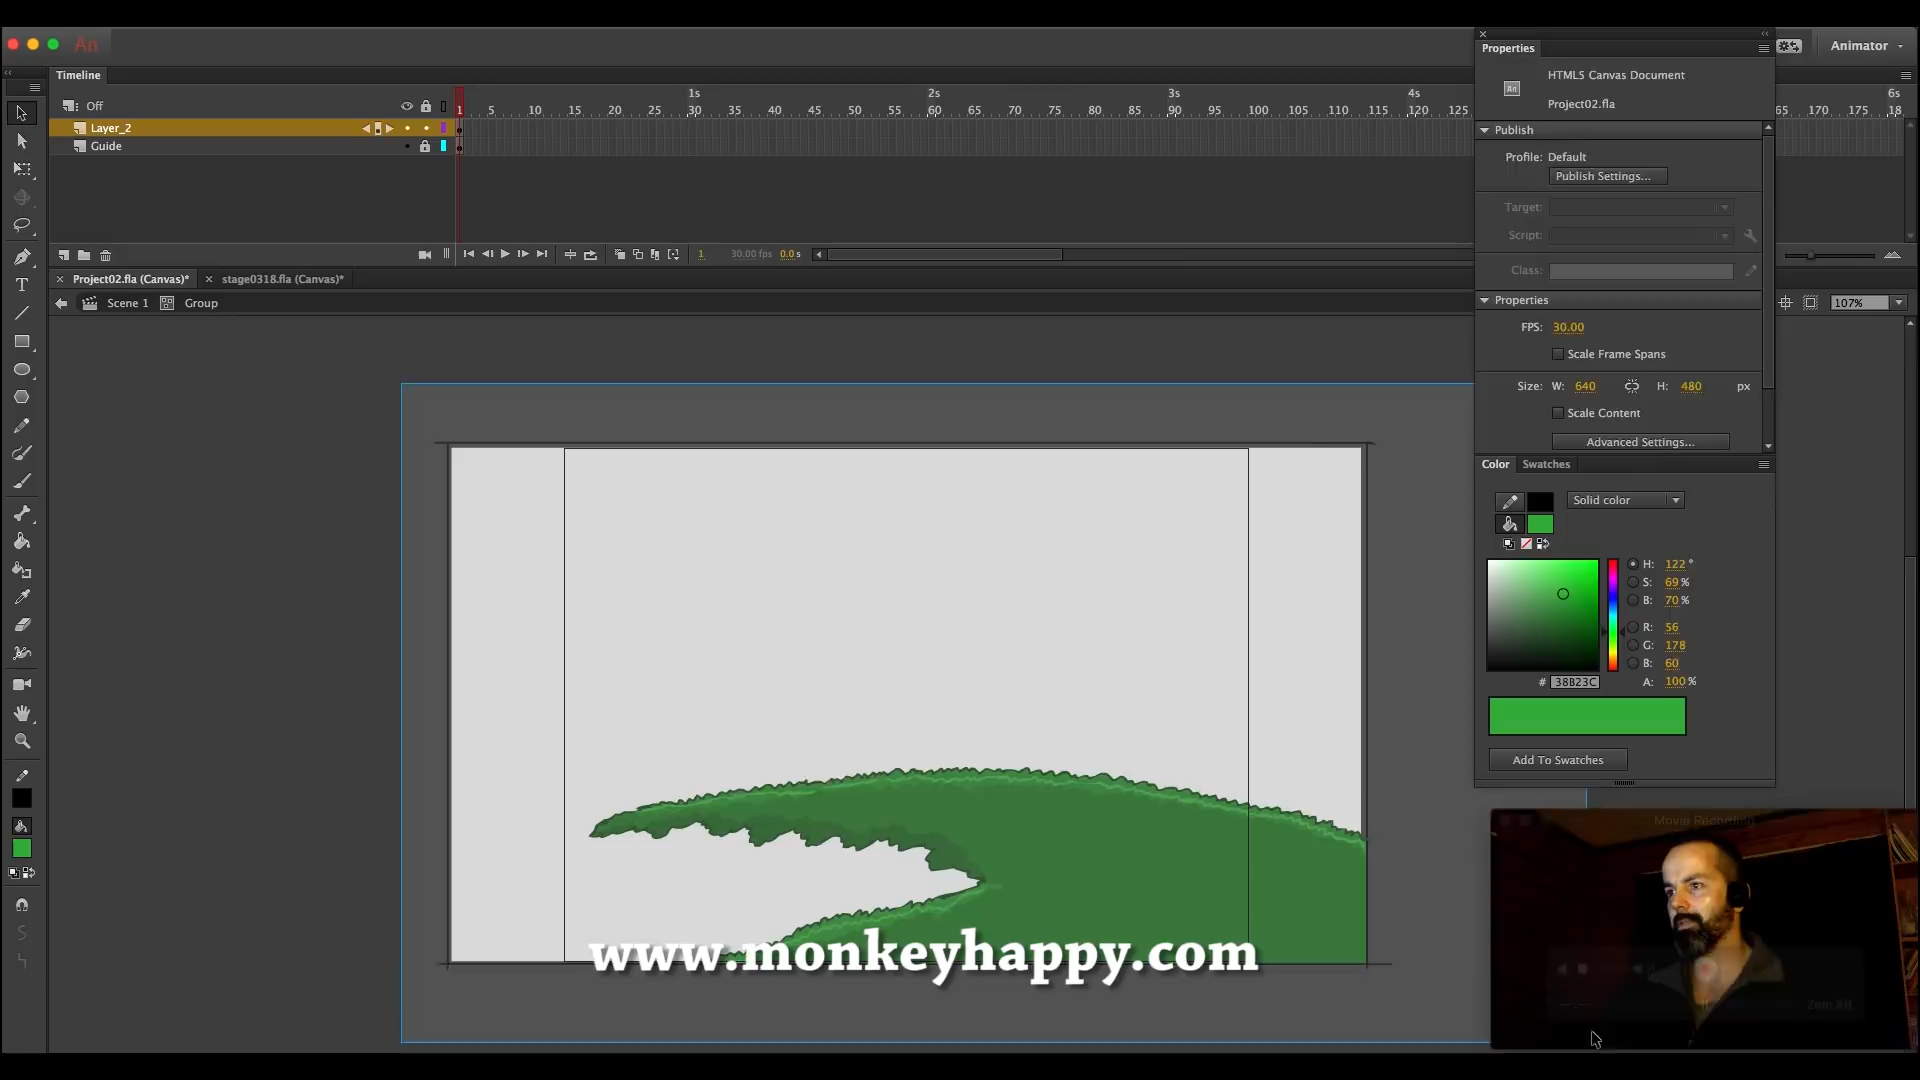 An
Animator
Timeline
Properties
HTML5 Canvas Document
Project02.fla
Off
1s 2s 3s 4s 6s
1 5 10 15 20 25 30 35 40 45 50 55 60 65 70 75 80 85 90 95 100 105 110 115 120 125 65 170 175 18
Layer_2
Guide
Publish
Profile: Default
Publish Settings...
Target:
Script:
Class:
1 30.00 fps 0.0 s
Project02.fla (Canvas)* stage0318.fla (Canvas)*
Scene 1 Group
107%
Properties
FPS: 30.00
Scale Frame Spans
Size: W: 640 H: 480 px
Scale Content
Advanced Settings...
Color Swatches
Solid color
H: 122 °
S: 69 %
B: 70 %
R: 56
G: 178
B: 60
# 38B23C A: 100 %
Add To Swatches
Movie Recording
www.monkeyhappy.com